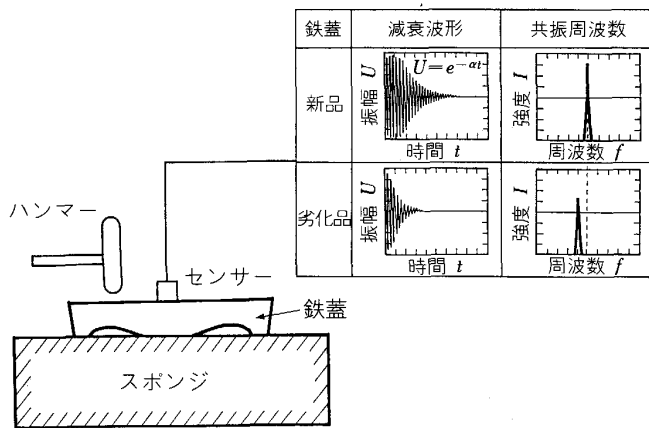 鉄蓋 減衰波形 共振周波数
新品 振幅 U U=e^{-αt} 強度 I
時間 t 周波数 f
劣化品 振幅 U 強度 I
時間 t 周波数 f
ハンマー
センサー
鉄蓋
スポンジ